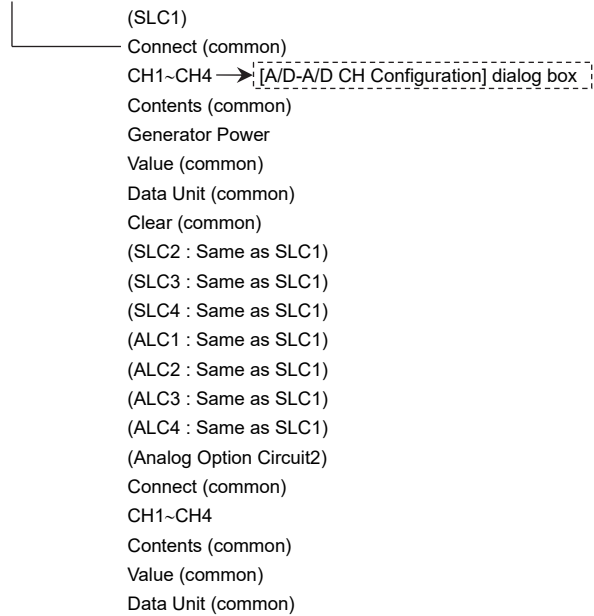 (SLC1)
Connect (common)
CH1~CH4 [A/D-A/D CH Configuration] dialog box
Contents (common)
Generator Power
Value (common)
Data Unit (common)
Clear (common)
(SLC2 : Same as SLC1)
(SLC3 : Same as SLC1)
(SLC4 : Same as SLC1)
(ALC1 : Same as SLC1)
(ALC2 : Same as SLC1)
(ALC3 : Same as SLC1)
(ALC4 : Same as SLC1)
(Analog Option Circuit2)
Connect (common)
CH1~CH4
Contents (common)
Value (common)
Data Unit (common)